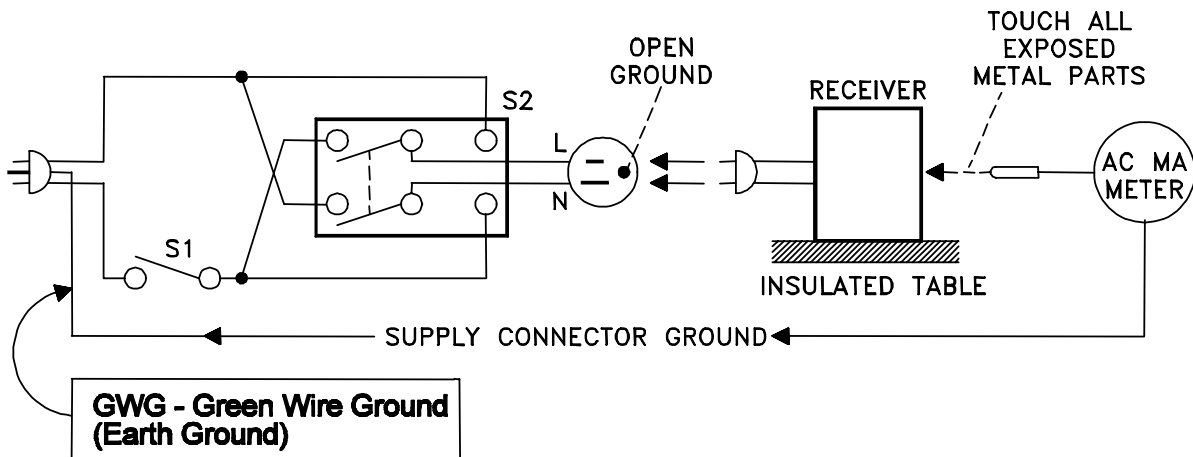 TOUCH ALL
EXPOSED
METAL PARTS
OPEN
GROUND
RECEIVER
S2
L
N
AC MA
METER
S1
INSULATED TABLE
SUPPLY CONNECTOR GROUND
GWG - Green Wire Ground
(Earth Ground)